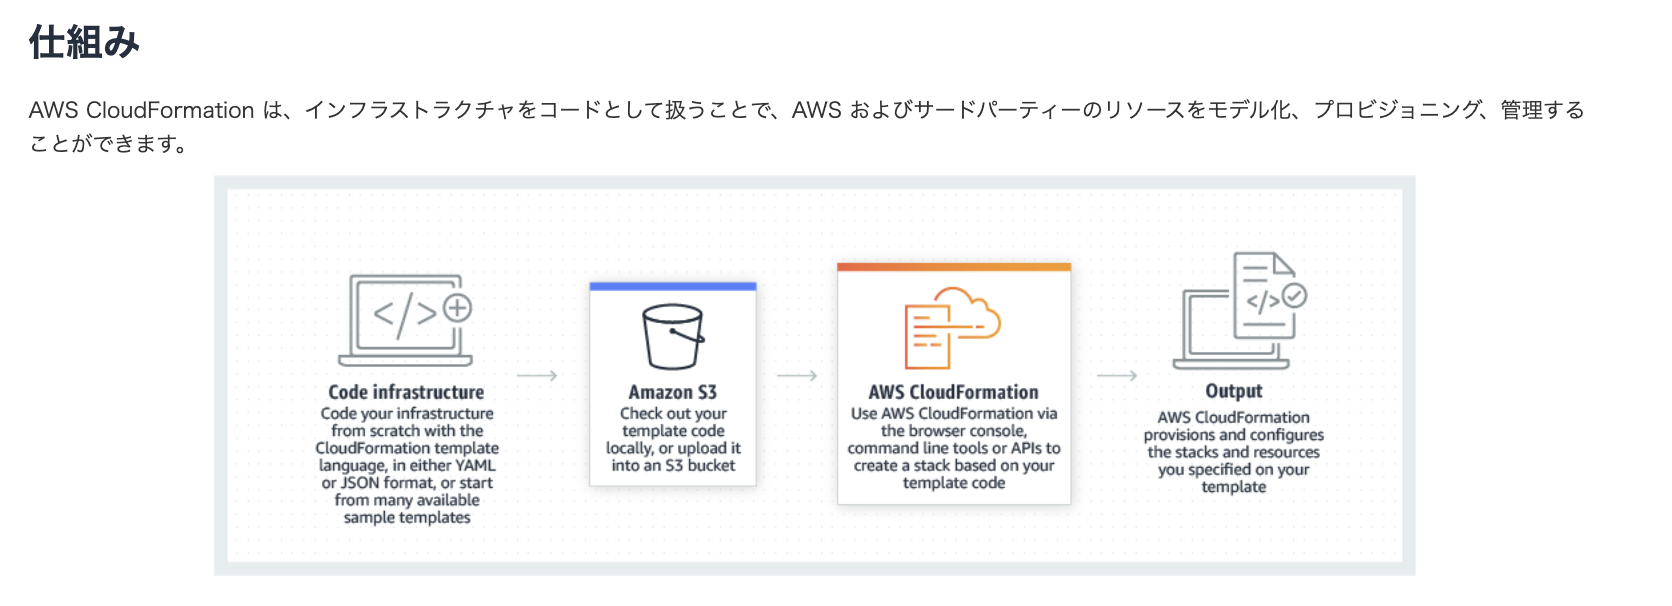 仕組み
AWS CloudFormation は、インフラストラクチャをコードとして扱うことで、AWS およびサードパーティーのリソースをモデル化、プロビジョニング、管理する
ことができます。
Code infrastructure
Code your infrastructure
from scratch with the
CloudFormation template
language, in either YAML
or JSON format, or start
from many available
sample templates
Amazon S3
Check out your
template code
locally, or upload it
into an S3 bucket
AWS CloudFormation
Use AWS CloudFormation via
the browser console,
command line tools or APIs to
create a stack based on your
template code
Output
AWS CloudFormation
provisions and configures
the stacks and resources
you specified on your
template